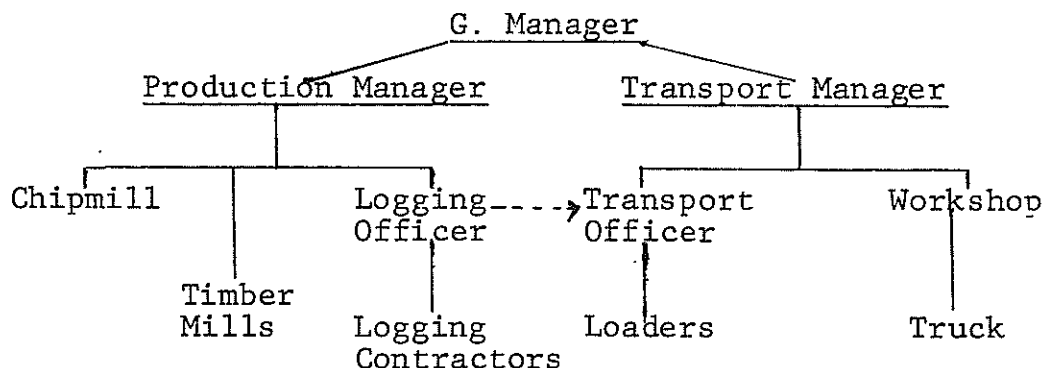 G. Manager
Production Manager Transport Manager
Chipmill Logging Officer Transport Officer Workshop
Timber Mills Logging Contractors Loaders Truck